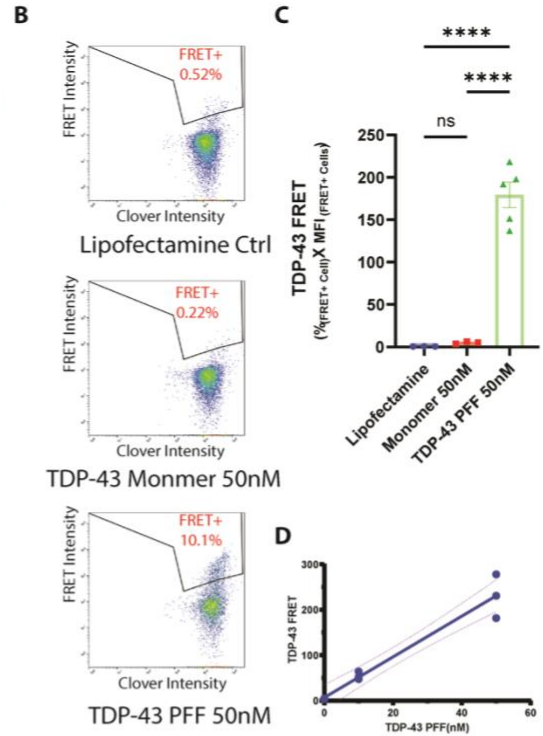 B
FRET+
0.52%
FRET Intensity
Clover Intensity
Lipofectamine Ctrl
FRET+
0.22%
FRET Intensity
Clover Intensity
TDP-43 Monmer 50nM
FRET+
10.1%
FRET Intensity
Clover Intensity
TDP-43 PFF 50nM
C
****
****
ns
250
200
150
100
50
0
TDP-43 FRET
(%(FRET+ Cell)X MFI (FRET+ Cells)
Lipofectamine
Monomer 50nM
TDP-43 PFF 50nM
D
300
200
100
0
TDP-43 FRET
0 20 40 60
TDP-43 PFF(nM)